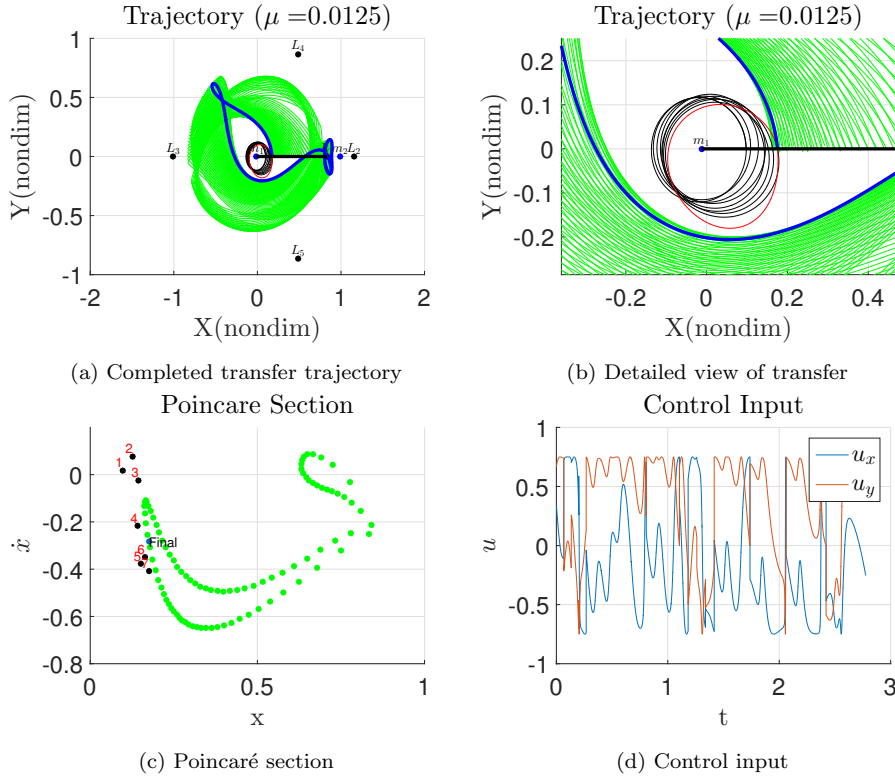 Trajectory (μ =0.0125)
1
0.5
0
-0.5
-1
Y(nondim)
L4
L3
m1
m2
L2
L5
-2
-1
0
1
2
X(nondim)
(a) Completed transfer trajectory
Trajectory (μ =0.0125)
0.2
0.1
0
-0.1
-0.2
Y(nondim)
m1
-0.2
0
0.2
0.4
X(nondim)
(b) Detailed view of transfer
Poincare Section
0
-0.2
-0.4
-0.6
-0.8
ẋ
1
2
3
4
Final
6
5
7
0
0.5
1
x
(c) Poincaré section
Control Input
1
0.5
0
-0.5
-1
u
u_x
u_y
0
1
2
3
t
(d) Control input